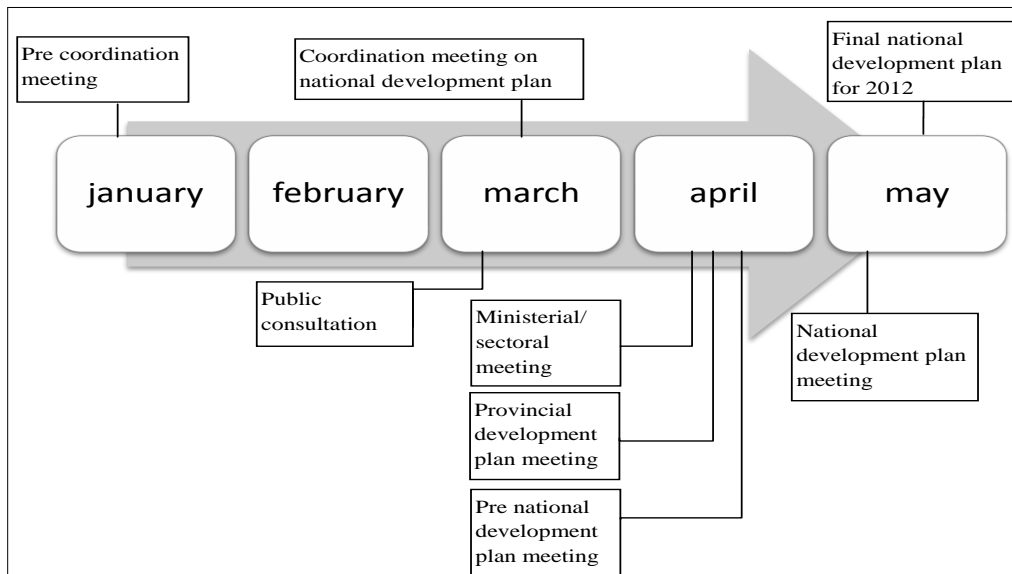 Pre coordination
meeting
Coordination meeting on
national development plan
Final national
development plan
for 2012
january
february
march
april
may
Public
consultation
Ministerial/
sectoral
meeting
National
development plan
meeting
Provincial
development
plan meeting
Pre national
development
plan meeting